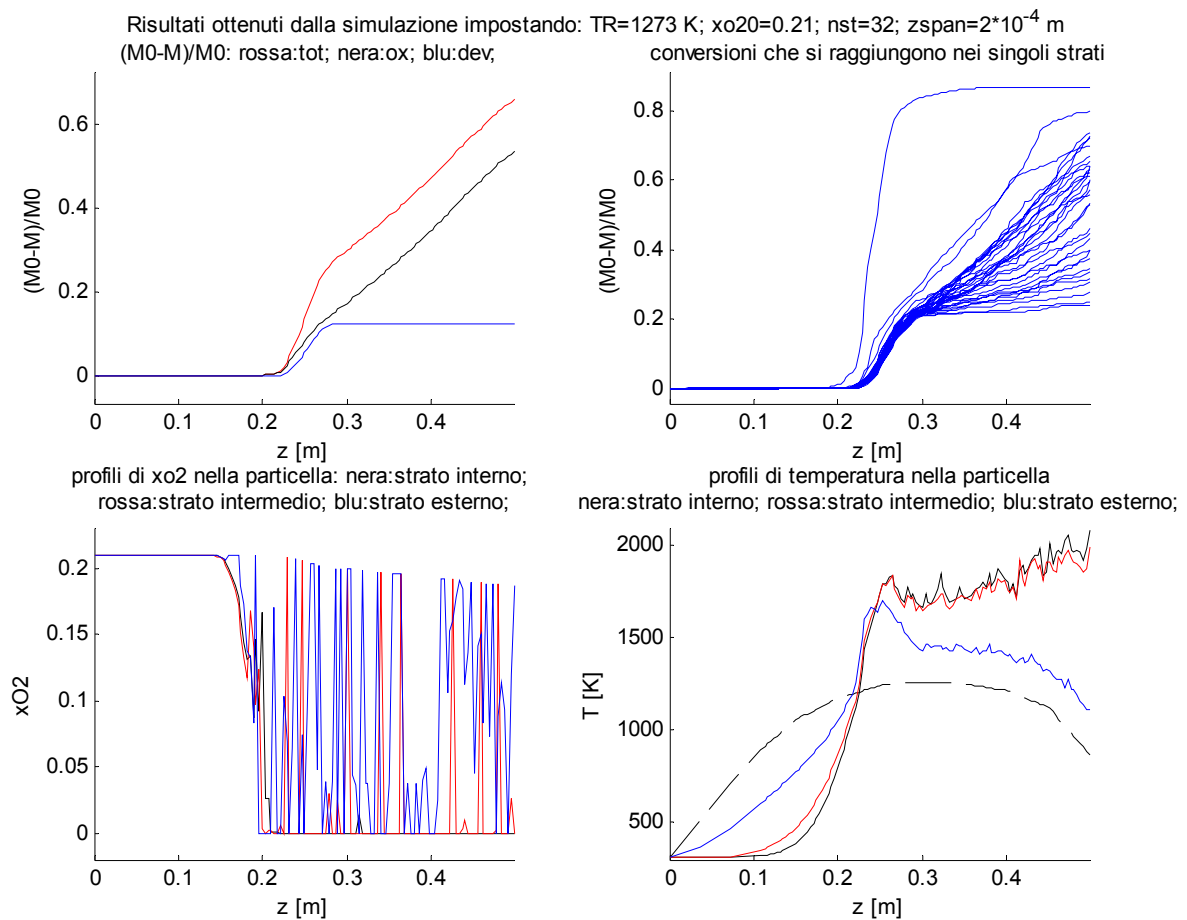 Risultati ottenuti dalla simulazione impostando: TR=1273 K; xo20=0.21; nst=32; zspan=2*10^-4 m
(M0-M)/M0: rossa:tot; nera:ox; blu:dev;
(M0-M)/M0
0.6
0.4
0.2
0
0
0.1
0.2
0.3
0.4
z [m]
conversioni che si raggiungono nei singoli strati
(M0-M)/M0
0.8
0.6
0.4
0.2
0
0
0.1
0.2
0.3
0.4
z [m]
profili di xo2 nella particella: nera:strato interno;
rossa:strato intermedio; blu:strato esterno;
xO2
0.2
0.15
0.1
0.05
0
0
0.1
0.2
0.3
0.4
z [m]
profili di temperatura nella particella
nera:strato interno; rossa:strato intermedio; blu:strato esterno;
T [K]
2000
1500
1000
500
0
0.1
0.2
0.3
0.4
z [m]